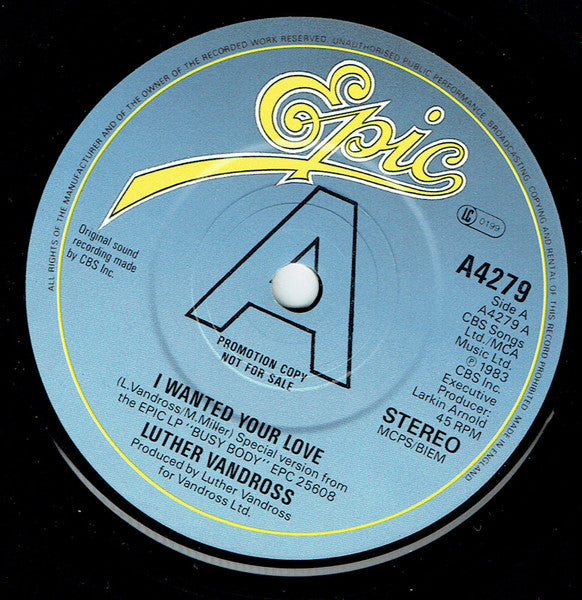 ALL RIGHTS OF THE MANUFACTURER AND OF THE OWNER OF THE RECORDED WORK RESERVED. UNAUTHORISED PUBLIC PERFORMANCE, BROADCASTING, COPYING AND RENTAL OF THIS RECORD PROHIBITED. MADE IN ENGLAND
Epic
LC 0199
Original sound
recording made
by CBS Inc.
A
PROMOTION COPY
NOT FOR SALE
A4279
Side A
A4279 A
CBS Songs
Ltd./MCA
Music Ltd.
℗ 1983
CBS Inc.
Executive
Producer:
Larkin Arnold
45 RPM
STEREO
MCPS/BIEM
I WANTED YOUR LOVE
(L.Vandross/M.Miller) Special version from
the EPIC LP "BUSY BODY" EPC 25608
LUTHER VANDROSS
Produced by Luther Vandross
for Vandross Ltd.